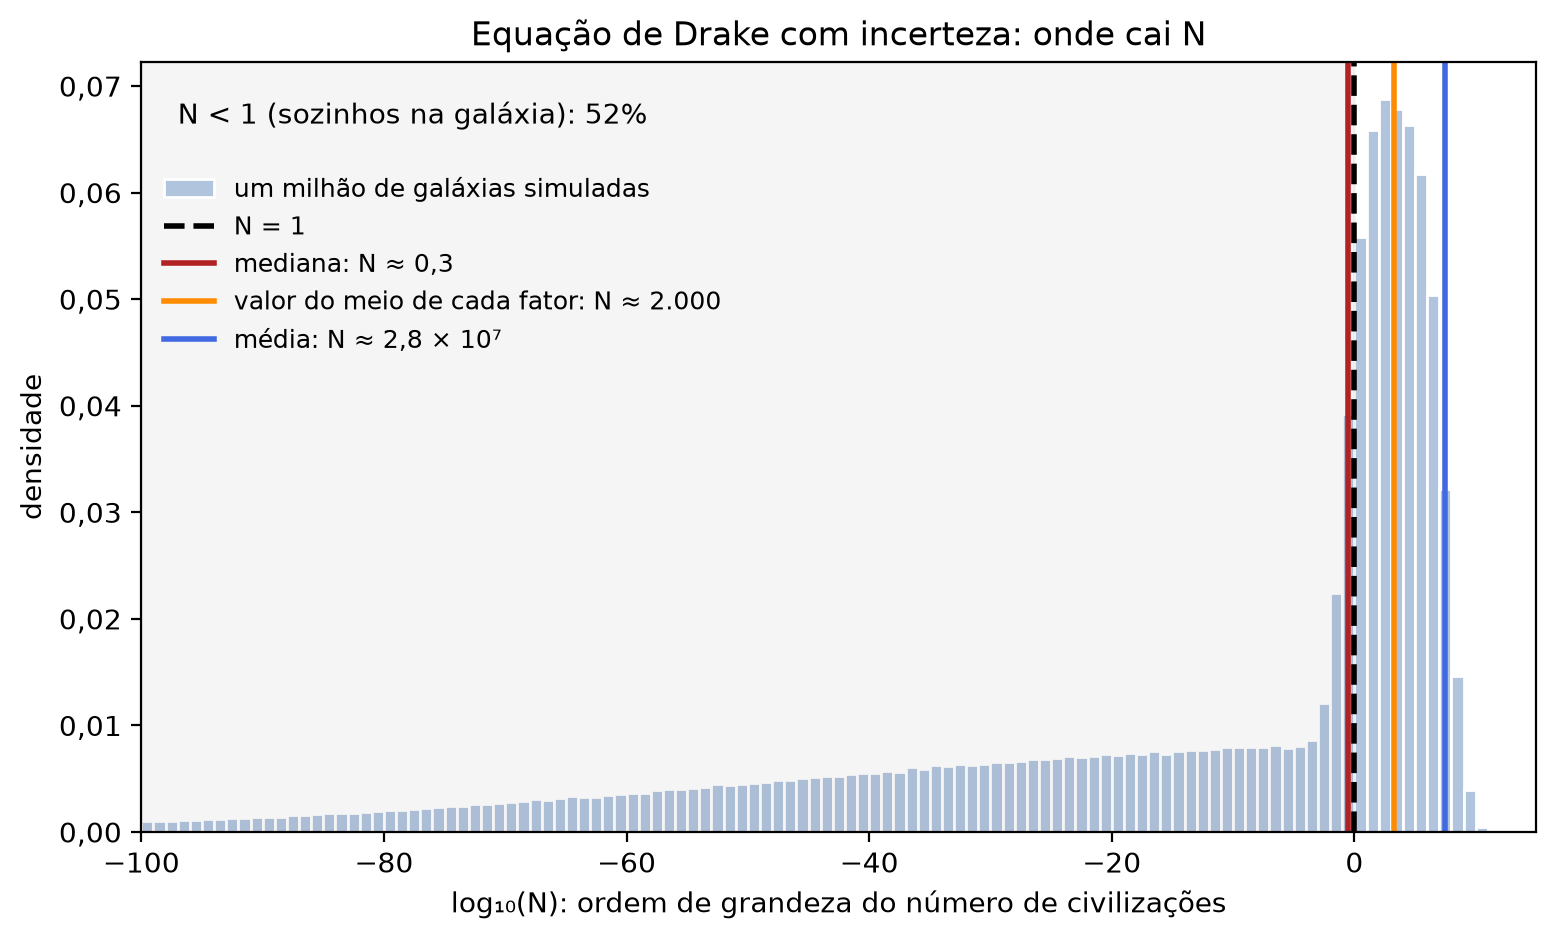 Equação de Drake com incerteza: onde cai N
N < 1 (sozinhos na galáxia): 52%
um milhão de galáxias simuladas
N = 1
mediana: N ≈ 0,3
valor do meio de cada fator: N ≈ 2.000
média: N ≈ 2,8 × 10⁷
densidade
0,07
0,06
0,05
0,04
0,03
0,02
0,01
0,00
−100
−80
−60
−40
−20
0
log₁₀(N): ordem de grandeza do número de civilizações